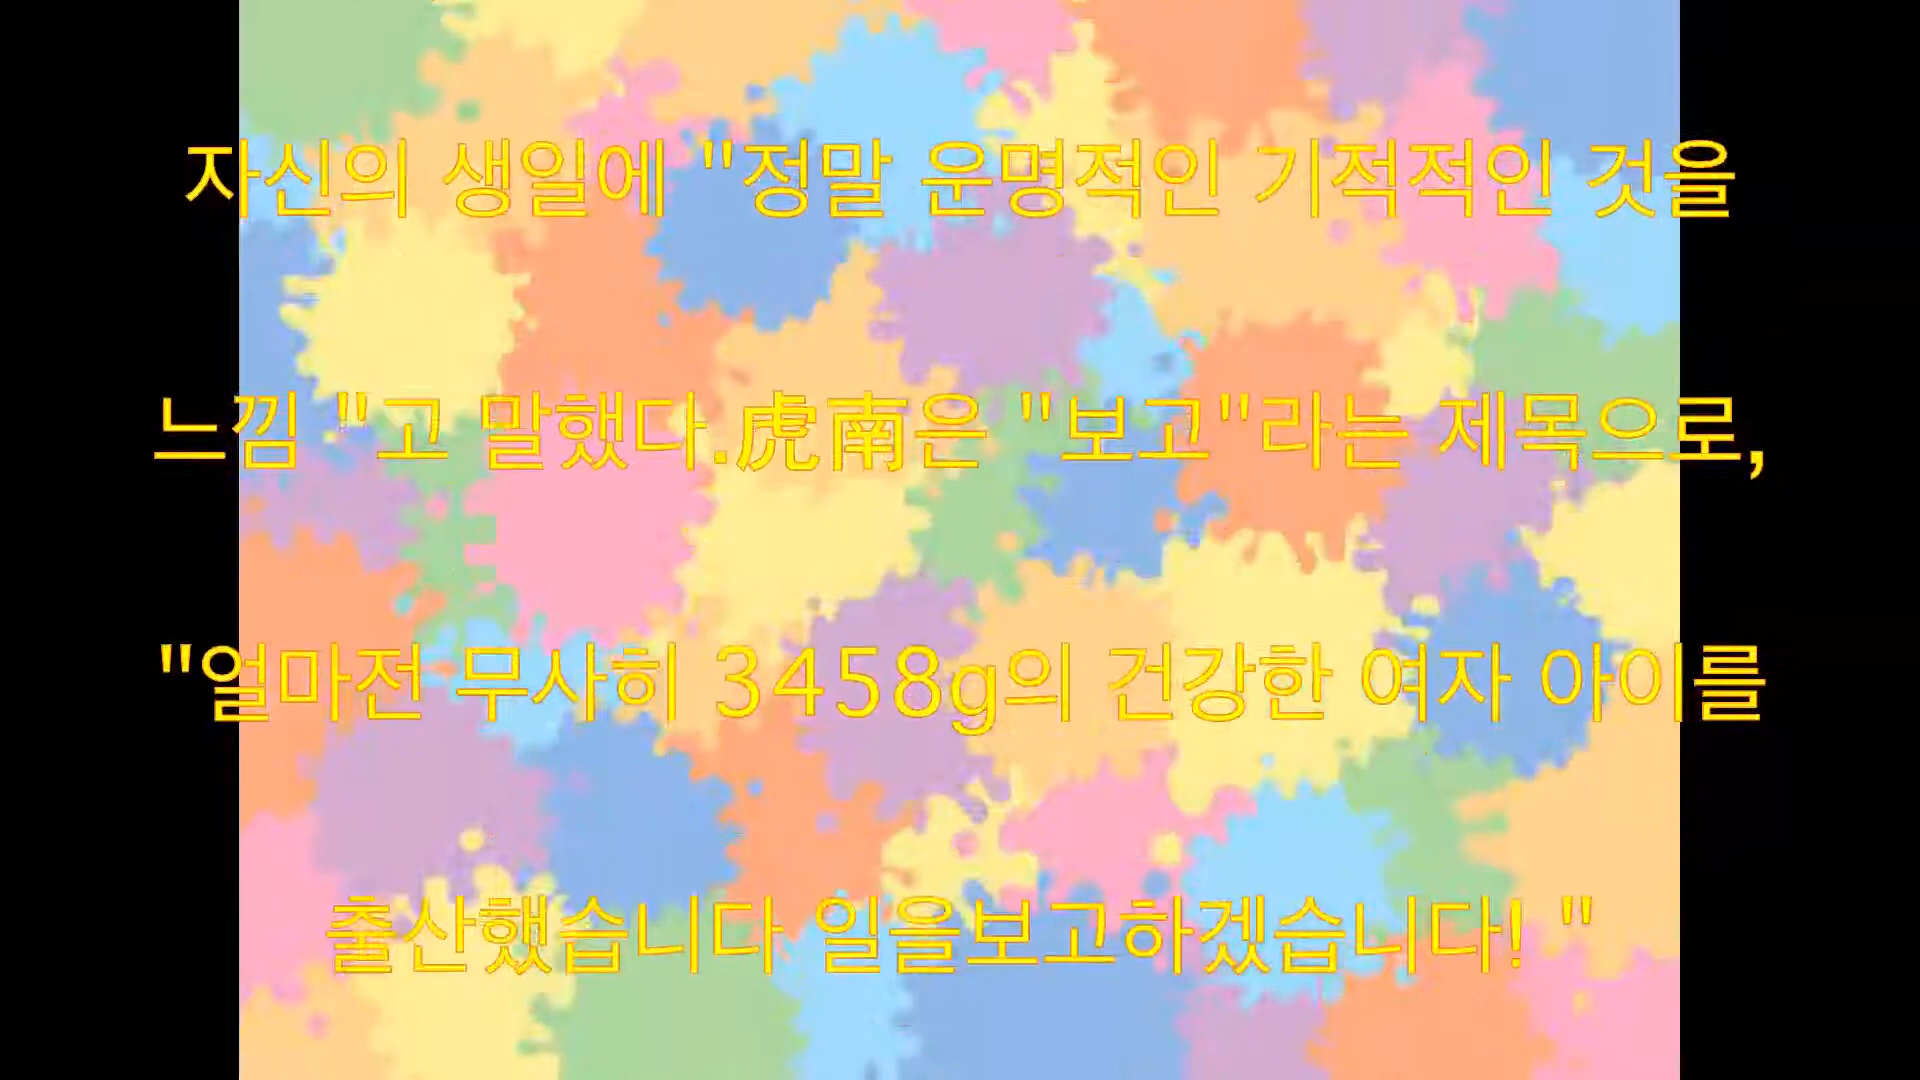 자신의 생일에 "정말 운명적인 기적적인 것을
느낌 "고 말했다.虎南은 "보고"라는 제목으로,
"얼마전 무사히 3458g의 건강한 여자 아이를
출산했습니다 일을보고하겠습니다! "